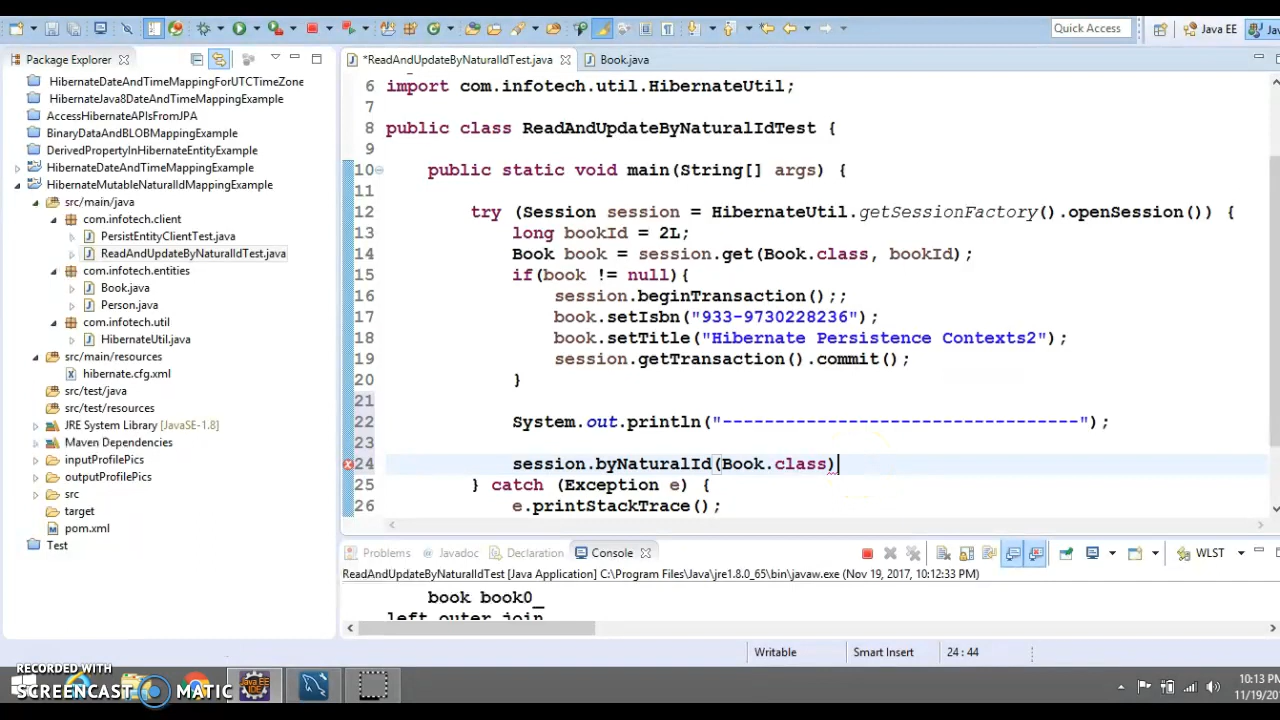 Quick Access
Java EE
Jav
Package Explorer
*ReadAndUpdateByNaturalIdTest.java
Book.java
HibernateDateAndTimeMappingForUTCTimeZone
HibernateJava8DateAndTimeMappingExample
AccessHibernateAPIsFromJPA
BinaryDataAndBLOBMappingExample
DerivedPropertyInHibernateEntityExample
HibernateDateAndTimeMappingExample
HibernateMutableNaturalIdMappingExample
src/main/java
com.infotech.client
PersistEntityClientTest.java
ReadAndUpdateByNaturalIdTest.java
com.infotech.entities
Book.java
Person.java
com.infotech.util
HibernateUtil.java
src/main/resources
hibernate.cfg.xml
src/test/java
src/test/resources
JRE System Library [JavaSE-1.8]
Maven Dependencies
inputProfilePics
outputProfilePics
src
target
pom.xml
Test
6 import com.infotech.util.HibernateUtil;
7
8 public class ReadAndUpdateByNaturalIdTest {
9
10 public static void main(String[] args) {
11
12 try (Session session = HibernateUtil.getSessionFactory().openSession()) {
13 long bookId = 2L;
14 Book book = session.get(Book.class, bookId);
15 if(book != null){
16 session.beginTransaction();;
17 book.setIsbn("933-9730228236");
18 book.setTitle("Hibernate Persistence Contexts2");
19 session.getTransaction().commit();
20 }
21
22 System.out.println("----------------------------------");
23
24 session.byNaturalId(Book.class)
25 } catch (Exception e) {
26 e.printStackTrace();
Problems
Javadoc
Declaration
Console
WLST
ReadAndUpdateByNaturalIdTest [Java Application] C:\Program Files\Java\jre1.8.0_65\bin\javaw.exe (Nov 19, 2017, 10:12:33 PM)
book book0_
left outer join
Writable
Smart Insert
24 : 44
RECORDED WITH
SCREENCAST MATIC
Java EE
IDE
10:13 PM
11/19/201